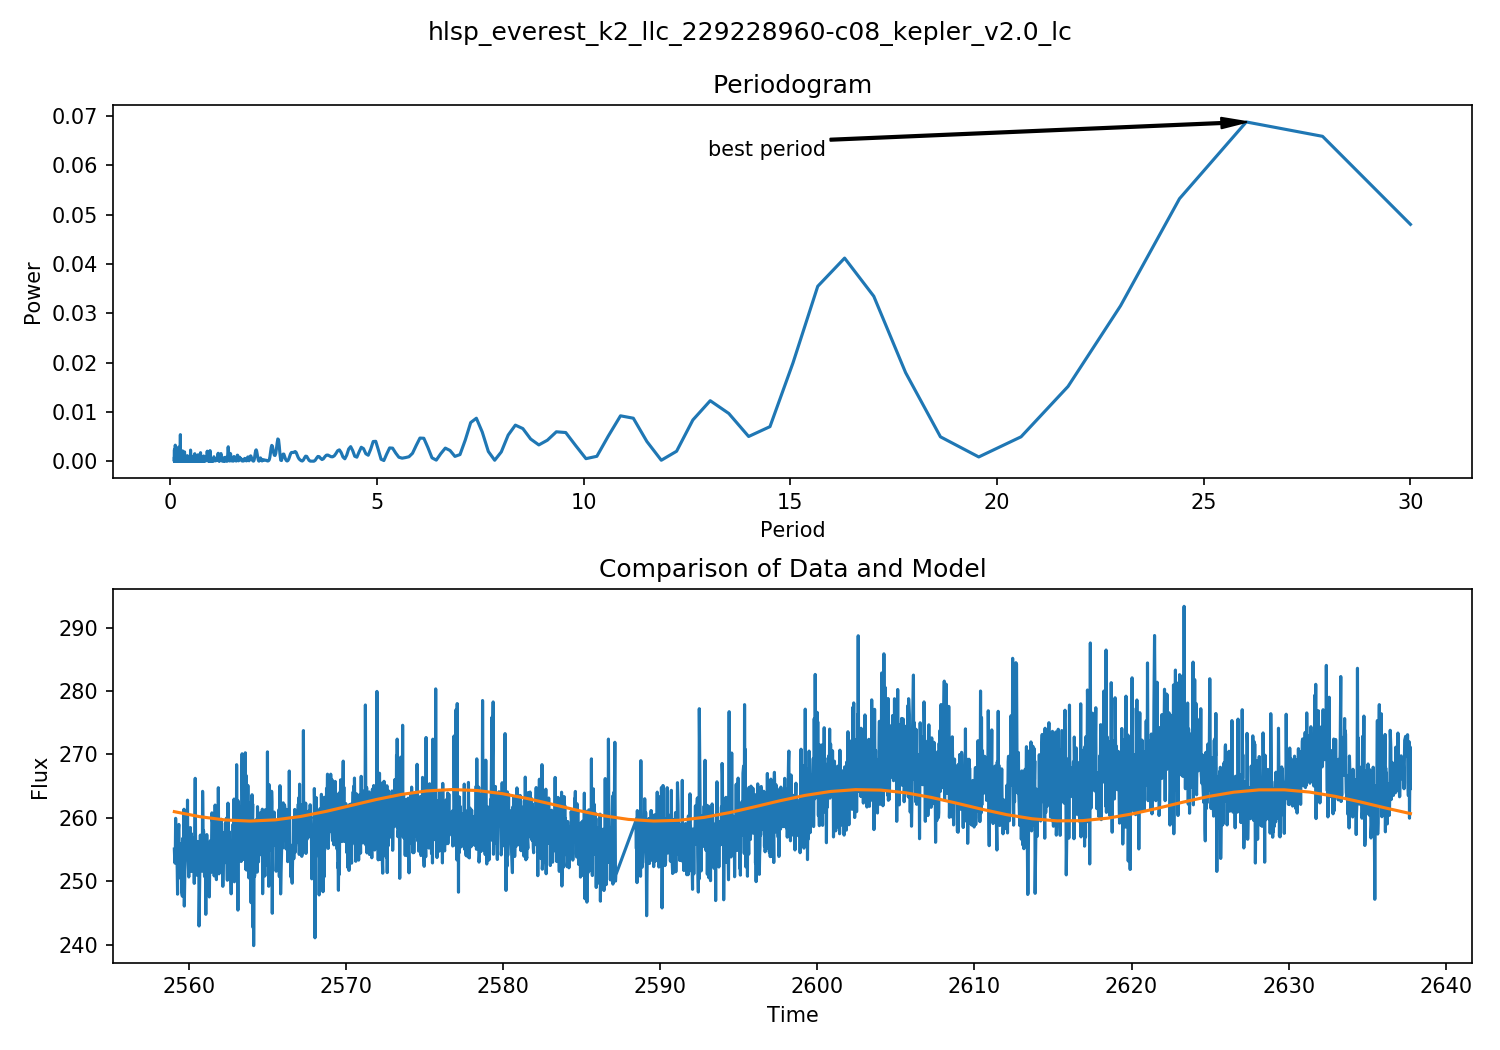 hlsp_everest_k2_llc_229228960-c08_kepler_v2.0_lc
Periodogram
0.07
0.06
0.05
0.04
0.03
0.02
0.01
0.00
Power
best period
0 5 10 15 20 25 30
Period
Comparison of Data and Model
290
280
270
260
250
240
Flux
2560 2570 2580 2590 2600 2610 2620 2630 2640
Time